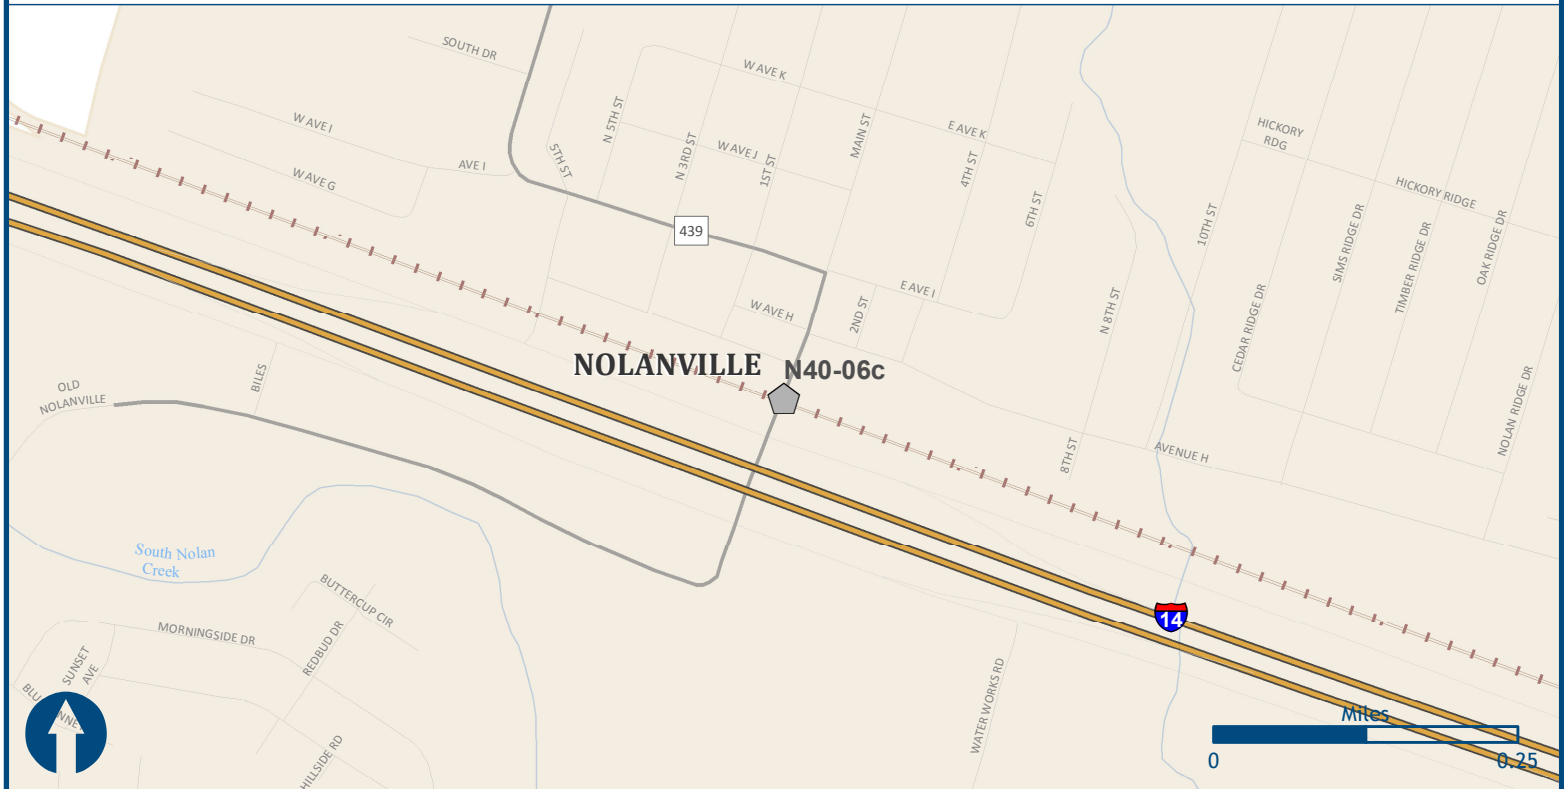 SOUTH DR
W AVE K
W AVE I
N 5TH ST
MAIN ST
E AVE K
HICKORY
RDG
N 3RD ST
W AVE J
1ST ST
5TH ST
AVE I
4TH ST
W AVE G
HICKORY RIDGE
6TH ST
10TH ST
SIMS RIDGE DR
OAK RIDGE DR
TIMBER RIDGE DR
439
E AVE I
W AVE H
2ND ST
N 8TH ST
CEDAR RIDGE DR
NOLANVILLE
N40-06c
BILES
OLD
NOLANVILLE
NOLAN RIDGE DR
8TH ST
AVENUE H
South Nolan
Creek
BUTTERCUP CIR
14
MORNINGSIDE DR
REDBUD DR
SUNSET
AVE
WATER WORKS RD
HILLSIDE RD
Miles
0
0.25